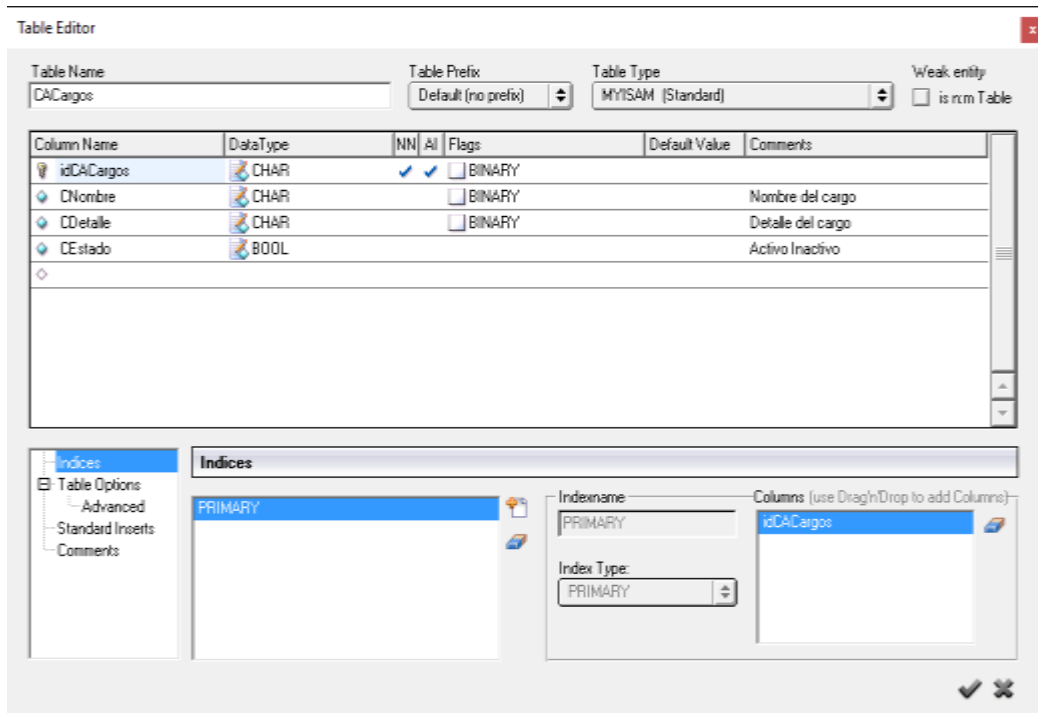 Table Editor
x
Table Name
Table Prefix
Table Type
Weak entity
CACargos
Default (no prefix)
MYISAM (Standard)
is n:m Table
Column Name DataType NN AI Flags Default Value Comments
idCACargos CHAR BINARY
CNombre CHAR BINARY Nombre del cargo
CDetalle CHAR BINARY Detalle del cargo
CEstado BOOL Activo Inactivo
Indices
Table Options
Advanced
Standard Inserts
Comments
Indices
PRIMARY
Indexname
PRIMARY
Index Type:
PRIMARY
Columns (use Drag'n'Drop to add Columns)
idCACargos